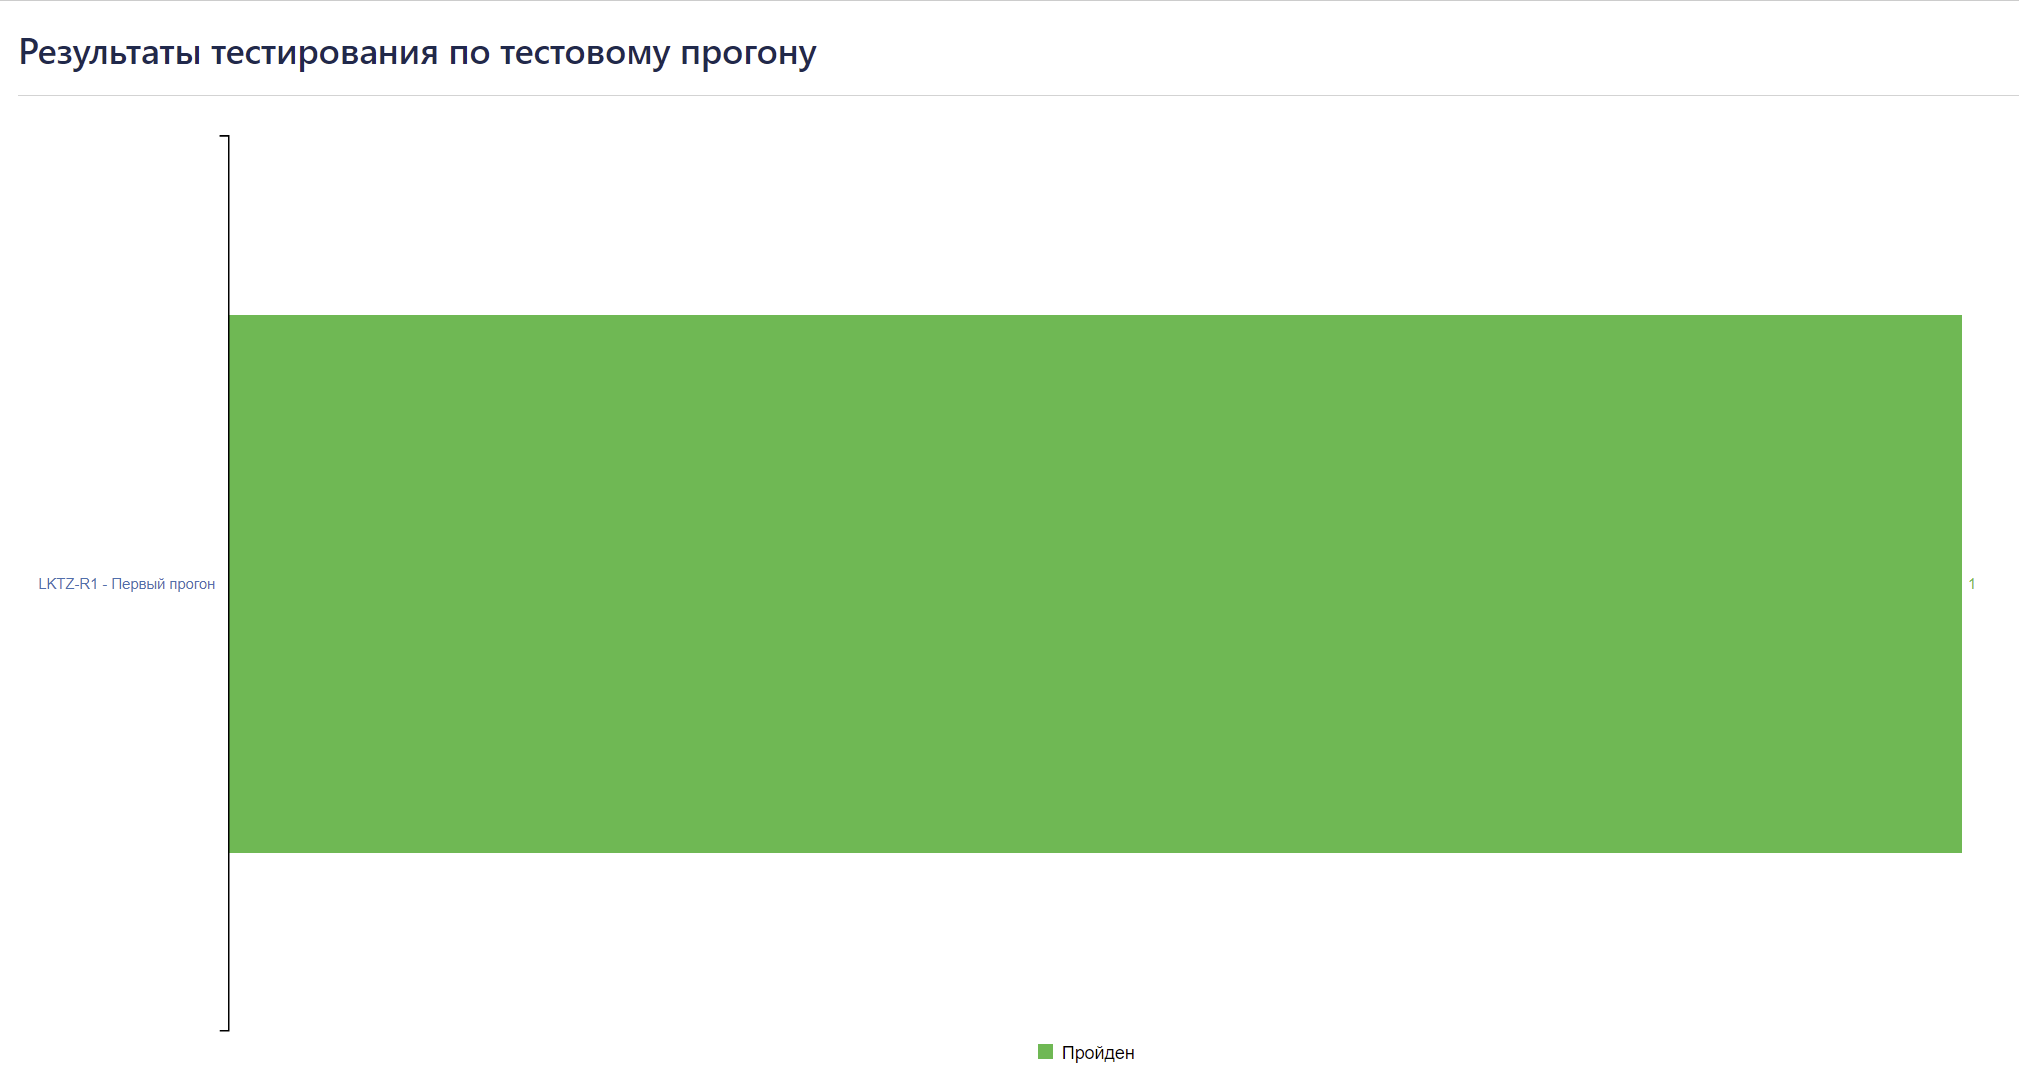 Результаты тестирования по тестовому прогону
LKTZ-R1 - Первый прогон
1
Пройден